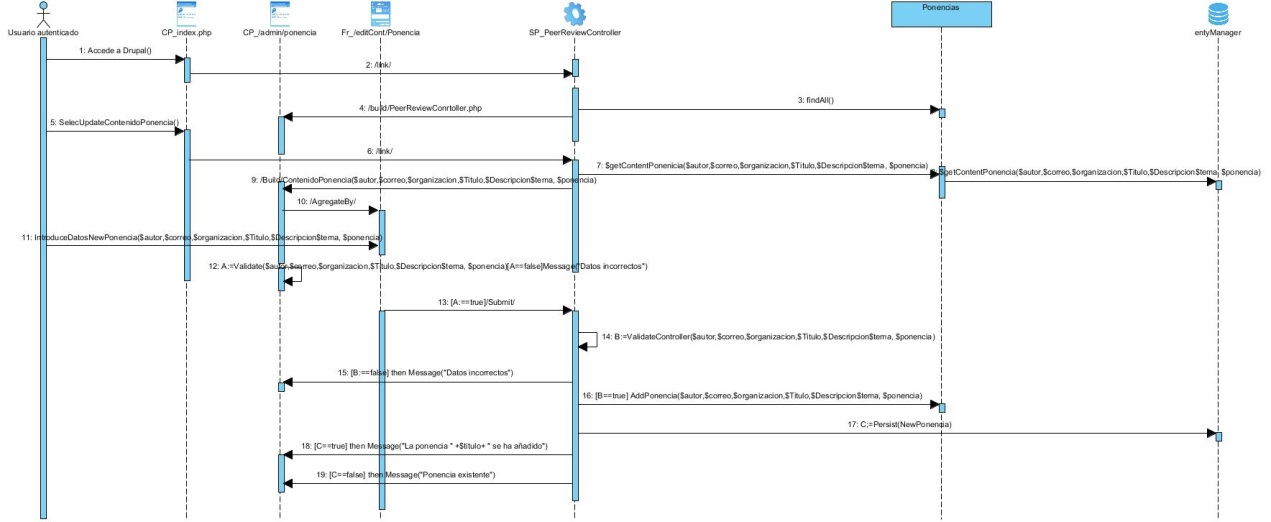 Usuario autenticado
CP_index.php
CP_/admin/ponencia
Fr_/editCont/Ponencia
SP_PeerReviewController
Ponencias
entyManager
1: Accede a Drupal()
2: /link/
3: findAll()
4: /build/PeerReviewConrtoller.php
5: SelecUpdateContenidoPonencia()
6: /link/
7: $getContentPonenicia($autor,$correo,$organizacion,$Titulo,$Descripcion$tema, $ponencia)
$getContentPonencia($autor,$correo,$organizacion,$Titulo,$Descripcion$tema, $ponencia)
9: /Build/ContenidoPonencia($autor,$correo,$organizacion,$Titulo,$Descripcion$tema, $ponencia)
10: /AgregateBy/
11: IntroduceDatosNewPonencia($autor,$correo,$organizacion,$Titulo,$Descripcion$tema, $ponencia)
12: A:=Validate($autor,$correo,$organizacion,$Titulo,$Descripcion$tema, $ponencia)[A==false]Message("Datos incorrectos")
13: [A:==true]/Submit/
14: B:=ValidateController($autor,$correo,$organizacion,$Titulo,$Descripcion$tema, $ponencia)
15: [B:==false] then Message("Datos incorrectos")
16: [B==true] AddPonencia($autor,$correo,$organizacion,$Titulo,$Descripcion$tema, $ponencia)
17: C;=Persist(NewPonencia)
18: [C==true] then Message("La ponencia " +$titulo+ " se ha añadido")
19: [C==false] then Message("Ponencia existente")